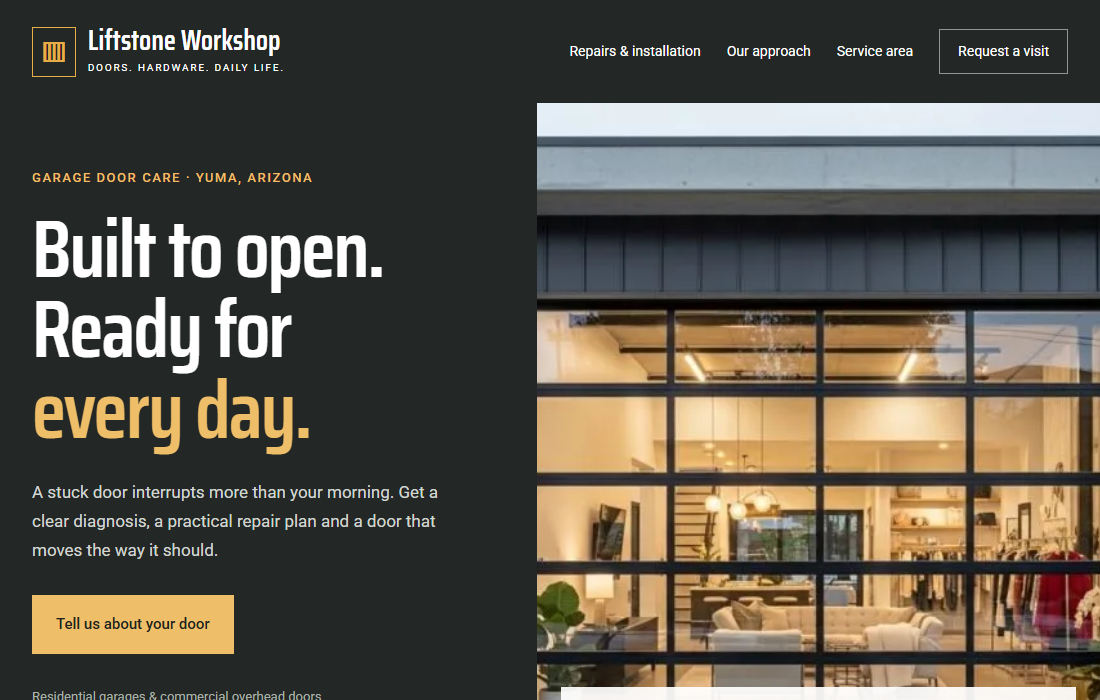 Liftstone Workshop
DOORS. HARDWARE. DAILY LIFE.
Repairs & installation
Our approach
Service area
Request a visit
GARAGE DOOR CARE · YUMA, ARIZONA
Built to open.
Ready for
every day.
A stuck door interrupts more than your morning. Get a
clear diagnosis, a practical repair plan and a door that
moves the way it should.
Tell us about your door
Residential garages & commercial overhead doors